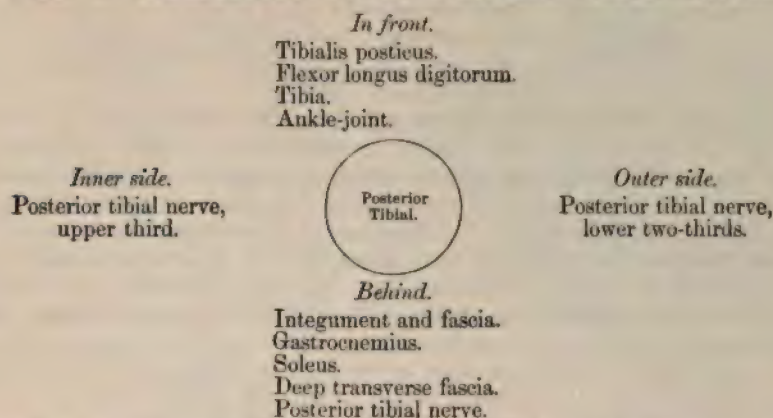 In front.
Tibialis posticus.
Flexor longus digitorum.
Tibia.
Ankle-joint.
Inner side.
Posterior tibial nerve,
upper third.
Posterior
Tibial.
Outer side.
Posterior tibial nerve,
lower two-thirds.
Behind.
Integument and fascia.
Gastrocnemius.
Soleus.
Deep transverse fascia.
Posterior tibial nerve.